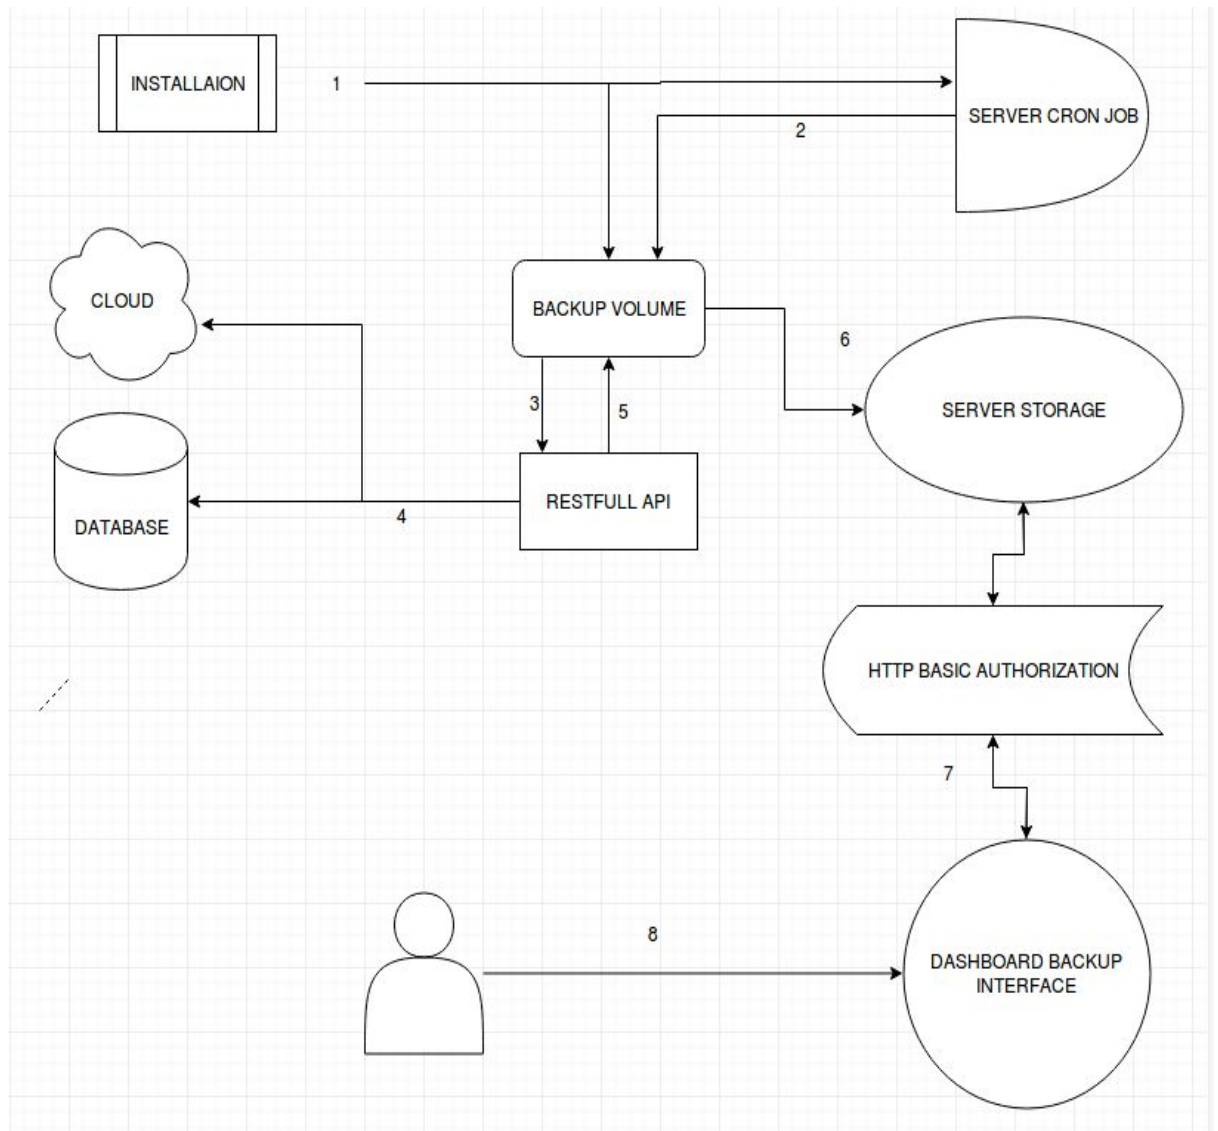 INSTALLAION
1
SERVER CRON JOB
2
CLOUD
BACKUP VOLUME
6
3
5
SERVER STORAGE
DATABASE
4
RESTFULL API
HTTP BASIC AUTHORIZATION
7
8
DASHBOARD BACKUP
INTERFACE